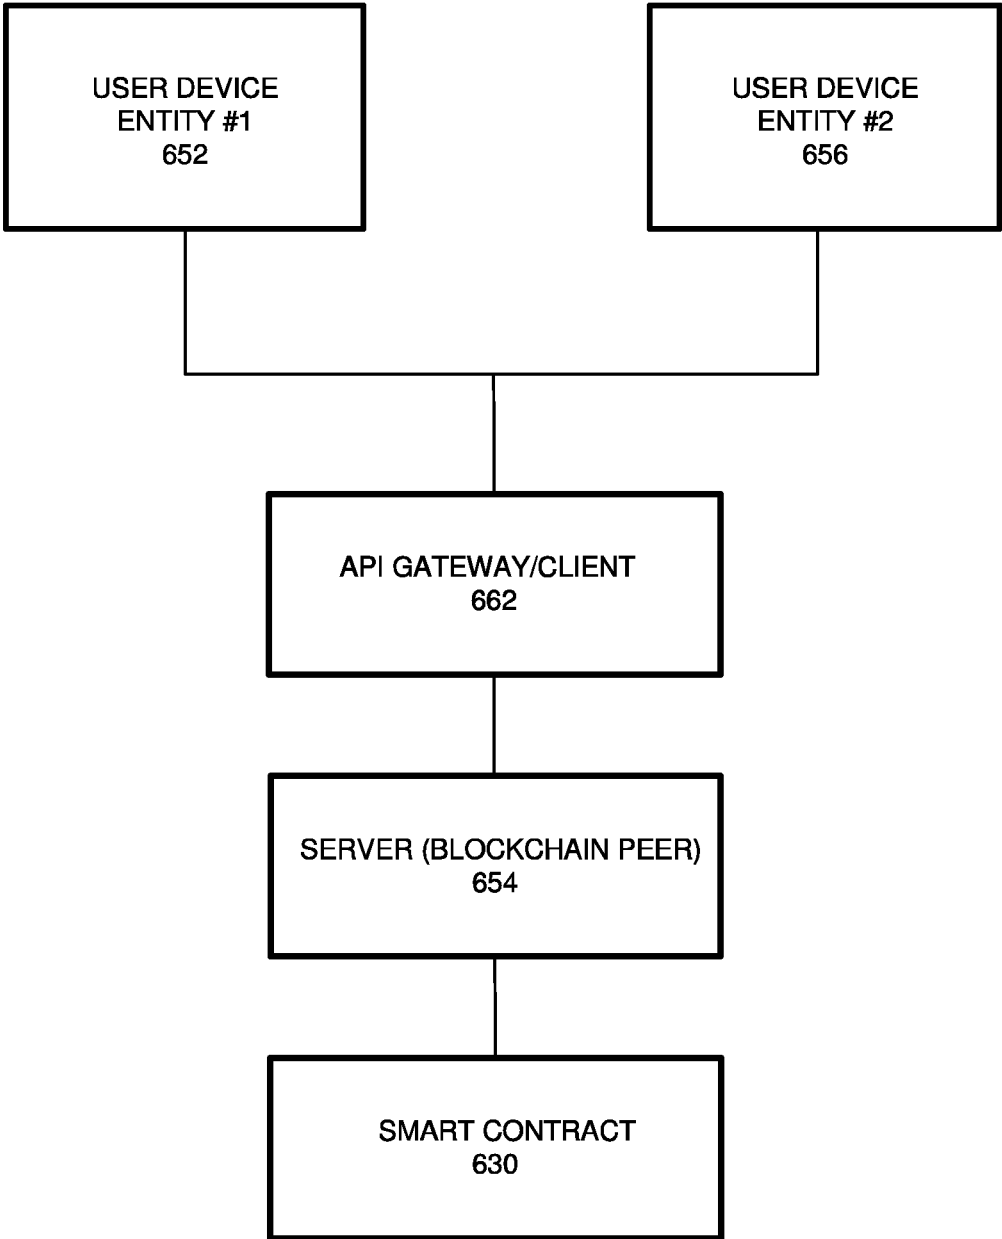 USER DEVICE
ENTITY #1
652
USER DEVICE
ENTITY #2
656
API GATEWAY/CLIENT
662
SERVER (BLOCKCHAIN PEER)
654
SMART CONTRACT
630